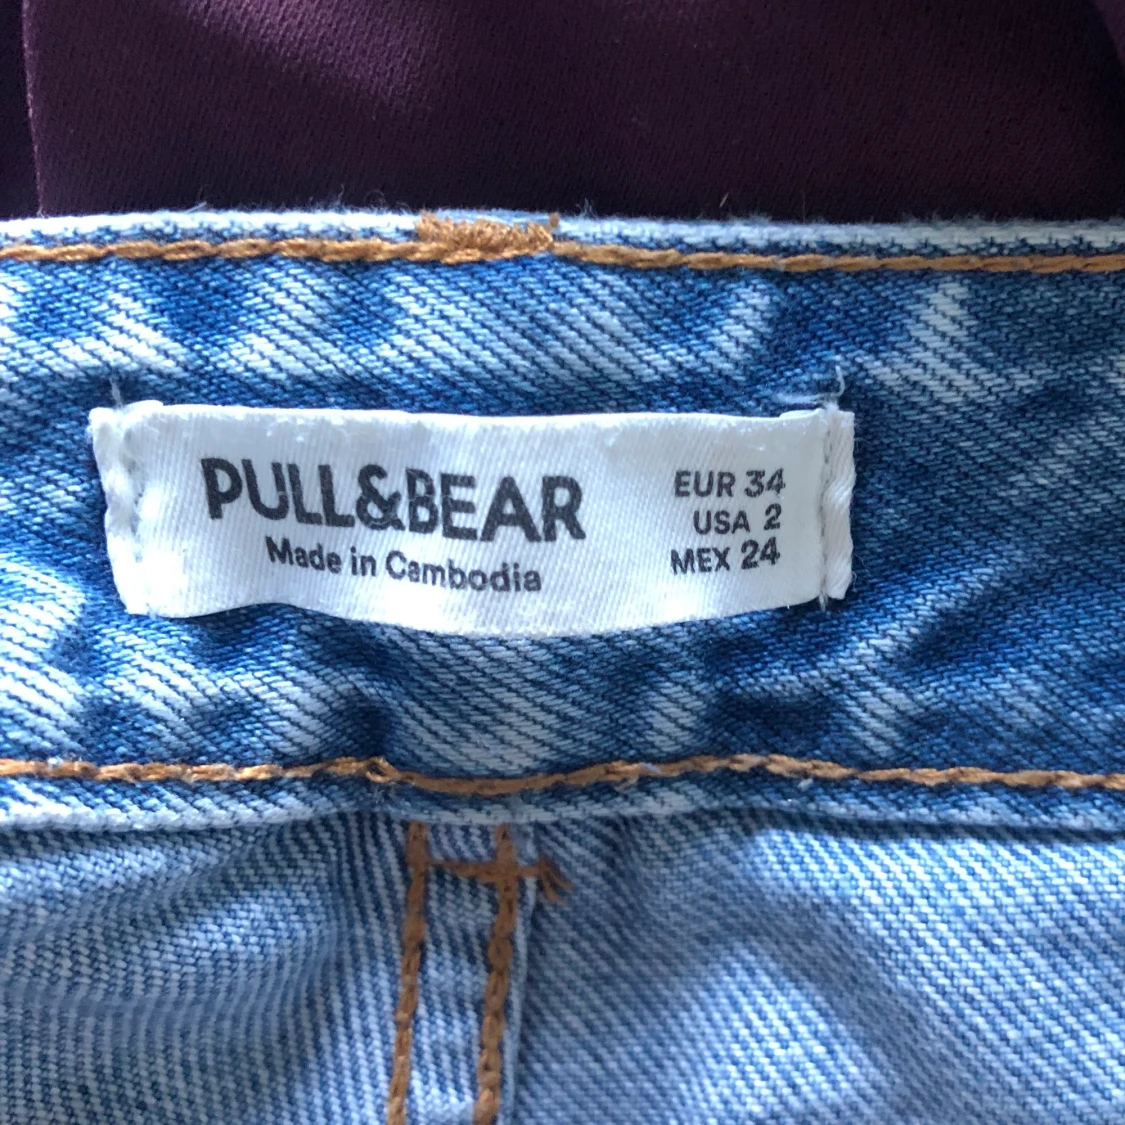 PULL&BEAR
Made in Cambodia
EUR 34
USA 2
MEX 24